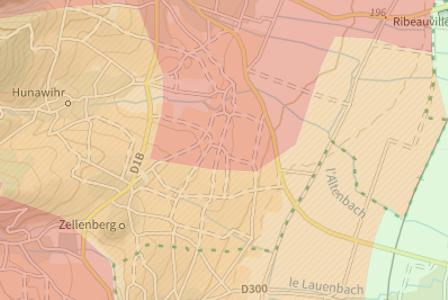 196
Ribeauvillé
Hunawihr
D1B
l'Altenbach
Zellenberg
D300
le Lauenbach